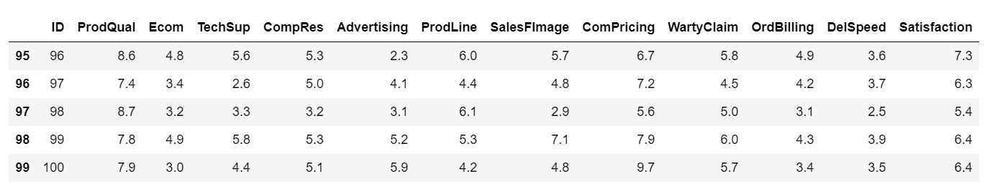 ID ProdQual Ecom TechSup CompRes Advertising ProdLine SalesFImage ComPricing WartyClaim OrdBilling DelSpeed Satisfaction
95 96 8.6 4.8 5.6 5.3 2.3 6.0 5.7 6.7 5.8 4.9 3.6 7.3
96 97 7.4 3.4 2.6 5.0 4.1 4.4 4.8 7.2 4.5 4.2 3.7 6.3
97 98 8.7 3.2 3.3 3.2 3.1 6.1 2.9 5.6 5.0 3.1 2.5 5.4
98 99 7.8 4.9 5.8 5.3 5.2 5.3 7.1 7.9 6.0 4.3 3.9 6.4
99 100 7.9 3.0 4.4 5.1 5.9 4.2 4.8 9.7 5.7 3.4 3.5 6.4